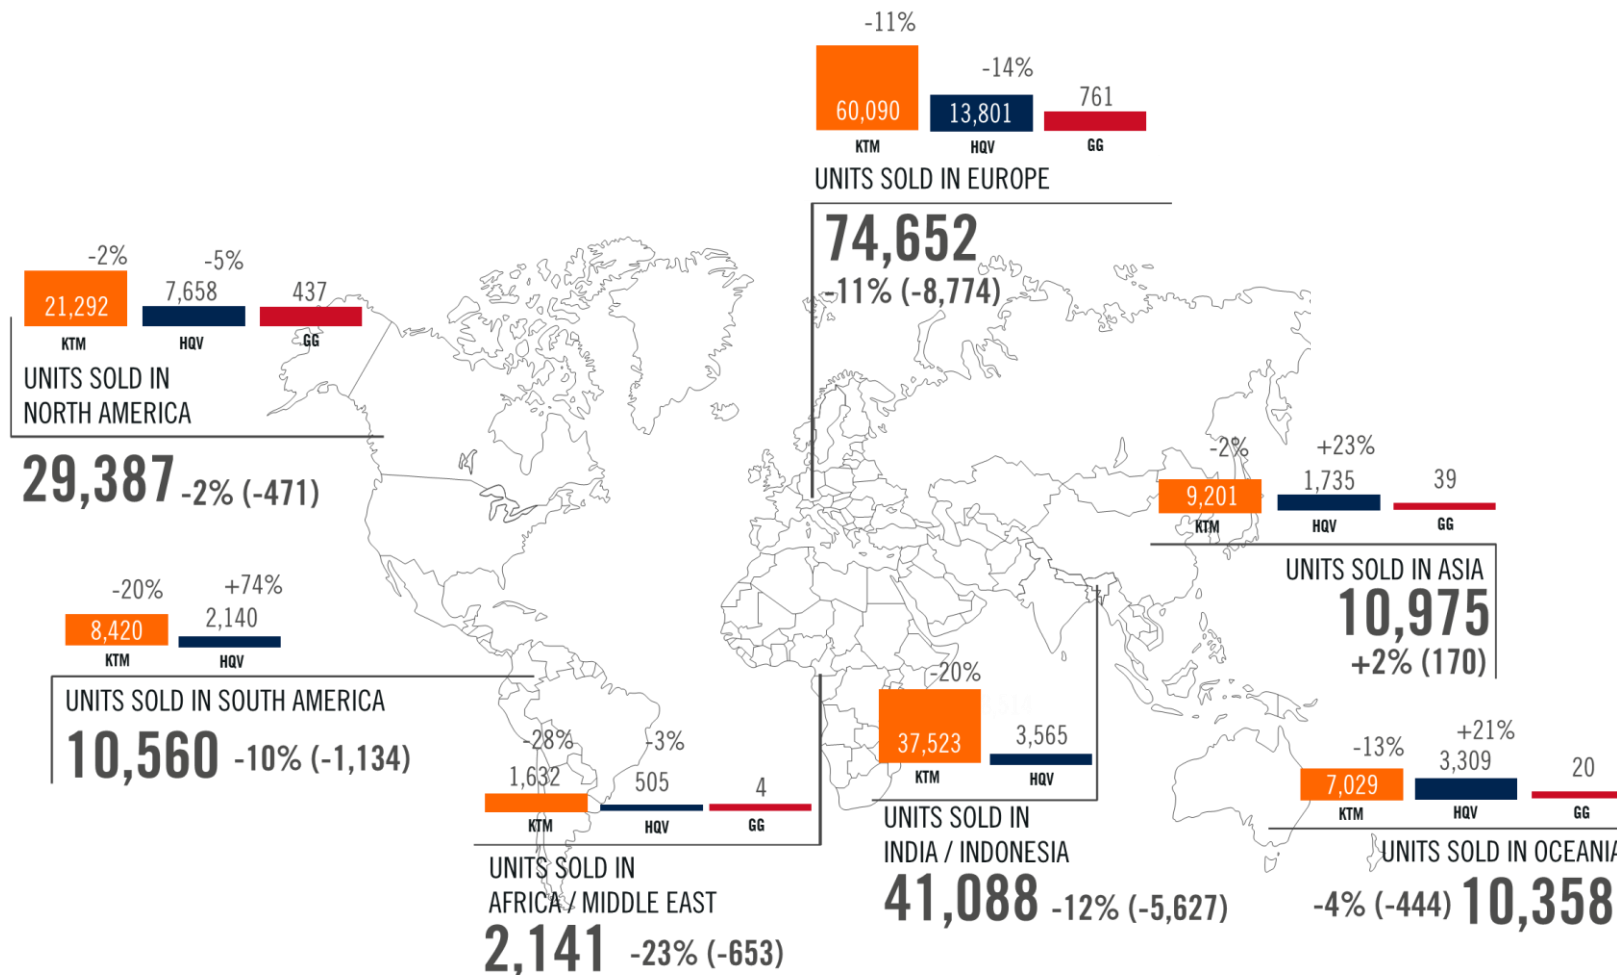 -11%
-14%
60,090
13,801
761
KTM
HQV
GG
UNITS SOLD IN EUROPE
74,652
-11% (-8,774)
-2%
-5%
21,292
7,658
437
KTM
HQV
GG
UNITS SOLD IN
NORTH AMERICA
29,387 -2% (-471)
-2%
+23%
9,201
1,735
39
KTM
HQV
GG
UNITS SOLD IN ASIA
10,975
+2% (170)
-20%
+74%
8,420
2,140
KTM
HQV
UNITS SOLD IN SOUTH AMERICA
10,560 -10% (-1,134)
-28%
-3%
1,632
505
4
KTM
HQV
GG
UNITS SOLD IN
AFRICA / MIDDLE EAST
2,141 -23% (-653)
-20%
37,523
3,565
KTM
HQV
UNITS SOLD IN
INDIA / INDONESIA
41,088 -12% (-5,627)
-13%
+21%
7,029
3,309
20
KTM
HQV
GG
UNITS SOLD IN OCEANIA
-4% (-444) 10,358